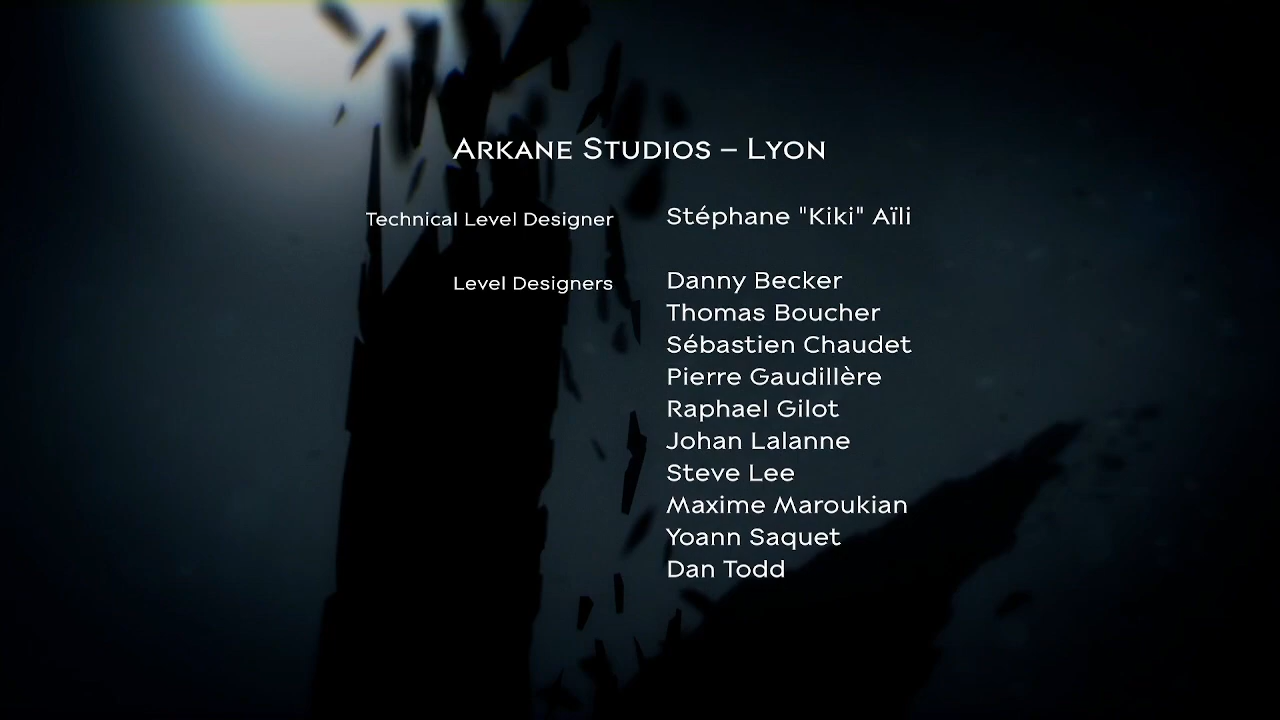 ARKANE STUDIOS – LYON
Technical Level Designer Stéphane "Kiki" Aïli
Level Designers Danny Becker
Thomas Boucher
Sébastien Chaudet
Pierre Gaudillère
Raphael Gilot
Johan Lalanne
Steve Lee
Maxime Maroukian
Yoann Saquet
Dan Todd